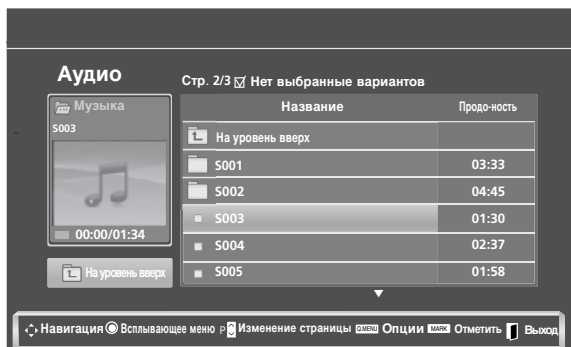 Аудио
Стр. 2/3 Нет выбранные вариантов
Музыка
S003
00:00/01:34
На уровень вверх
Название Продо-ность
На уровень вверх
S001 03:33
S002 04:45
S003 01:30
S004 02:37
S005 01:58
Навигация Всплывающее меню P Изменение страницы Q.MENU Опции MARK Отметить Выход